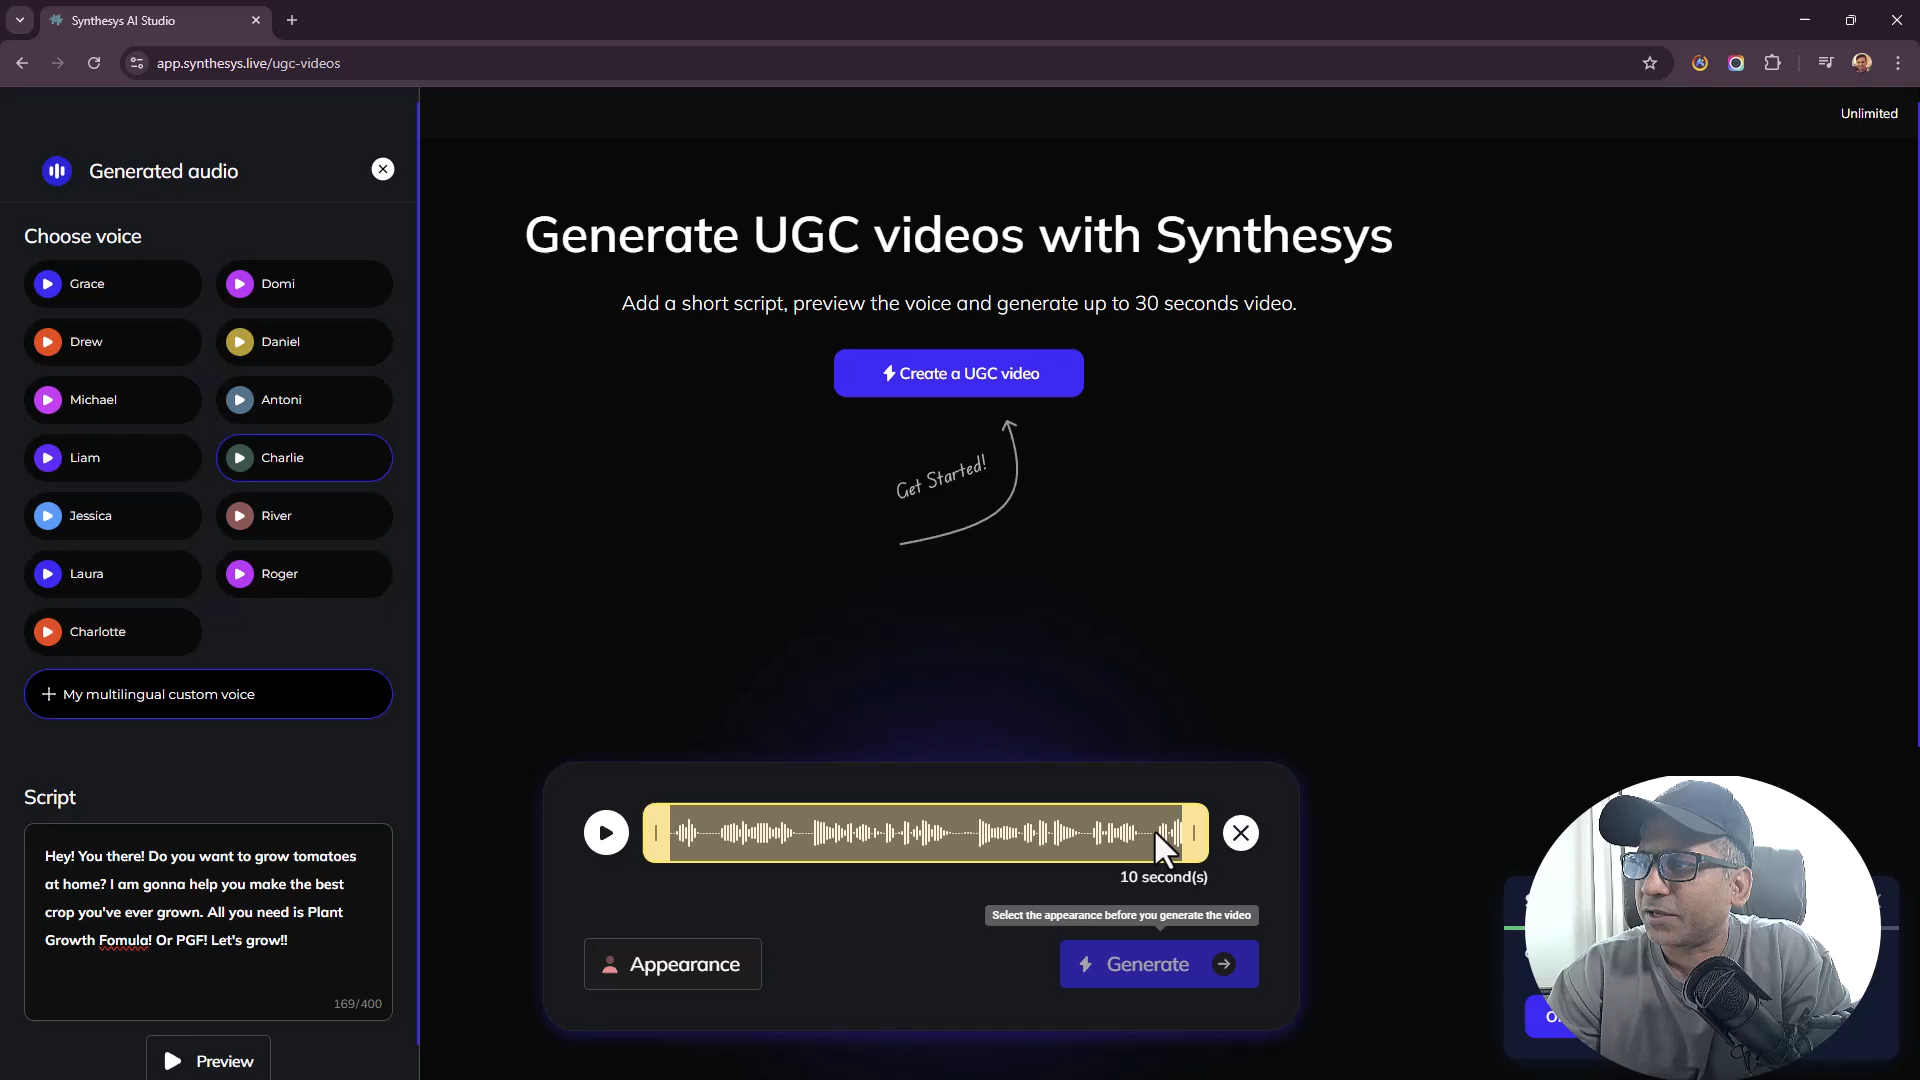 Synthesys AI Studio
app.synthesys.live/ugc-videos
Unlimited
Generated audio
Choose voice
Grace
Domi
Drew
Daniel
Michael
Antoni
Liam
Charlie
Jessica
River
Laura
Roger
Charlotte
My multilingual custom voice
Script
Hey! You there! Do you want to grow tomatoes
at home? I am gonna help you make the best
crop you've ever grown. All you need is Plant
Growth Fomula! Or PGF! Let's grow!!
169/400
Preview
Generate UGC videos with Synthesys
Add a short script, preview the voice and generate up to 30 seconds video.
Create a UGC video
Get Started!
10 second(s)
Select the appearance before you generate the video
Appearance
Generate